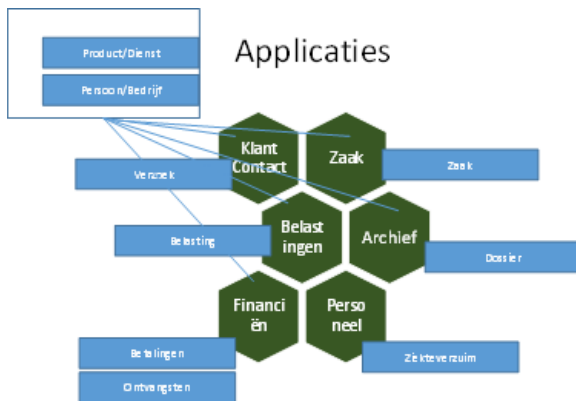 Product/Dienst
Applicaties
Persoon/Bedrijf
Klant
Contact
Zaak
Zaak
Verzoek
Belasting
Belast
ingen
Archief
Dossier
Financi
ën
Perso
neel
Betalingen
Ziekteverzuim
Ontvangsten